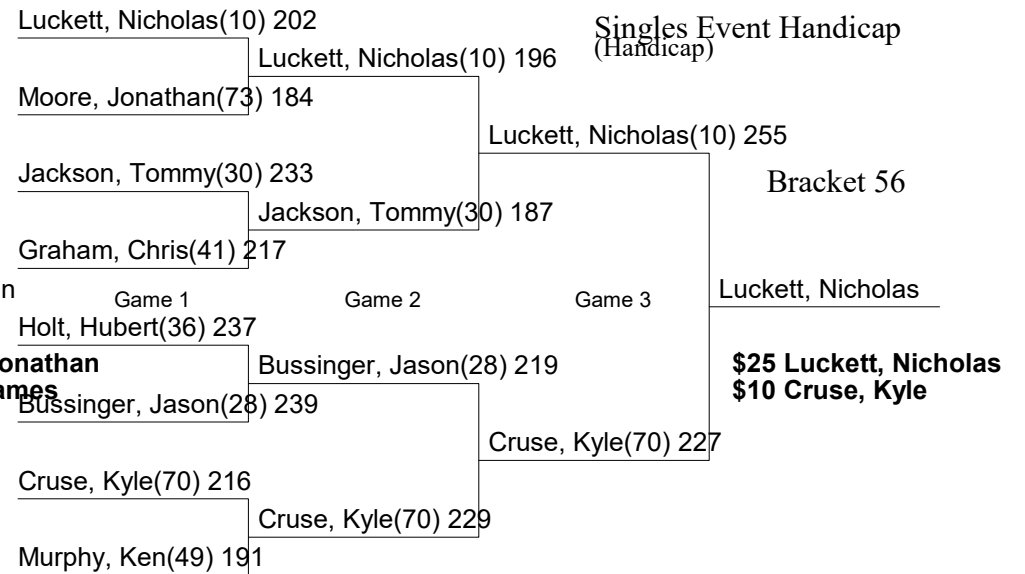 Luckett, Nicholas(10) 202
Singles Event Handicap
(Handicap)
Luckett, Nicholas(10) 196
Moore, Jonathan(73) 184
Luckett, Nicholas(10) 255
Jackson, Tommy(30) 233
Bracket 56
Jackson, Tommy(30) 187
Graham, Chris(41) 217
n
Game 1
Game 2
Game 3
Luckett, Nicholas
Holt, Hubert(36) 237
onathan
ames
Bussinger, Jason(28) 219
$25 Luckett, Nicholas
$10 Cruse, Kyle
Bussinger, Jason(28) 239
Cruse, Kyle(70) 227
Cruse, Kyle(70) 216
Cruse, Kyle(70) 229
Murphy, Ken(49) 191